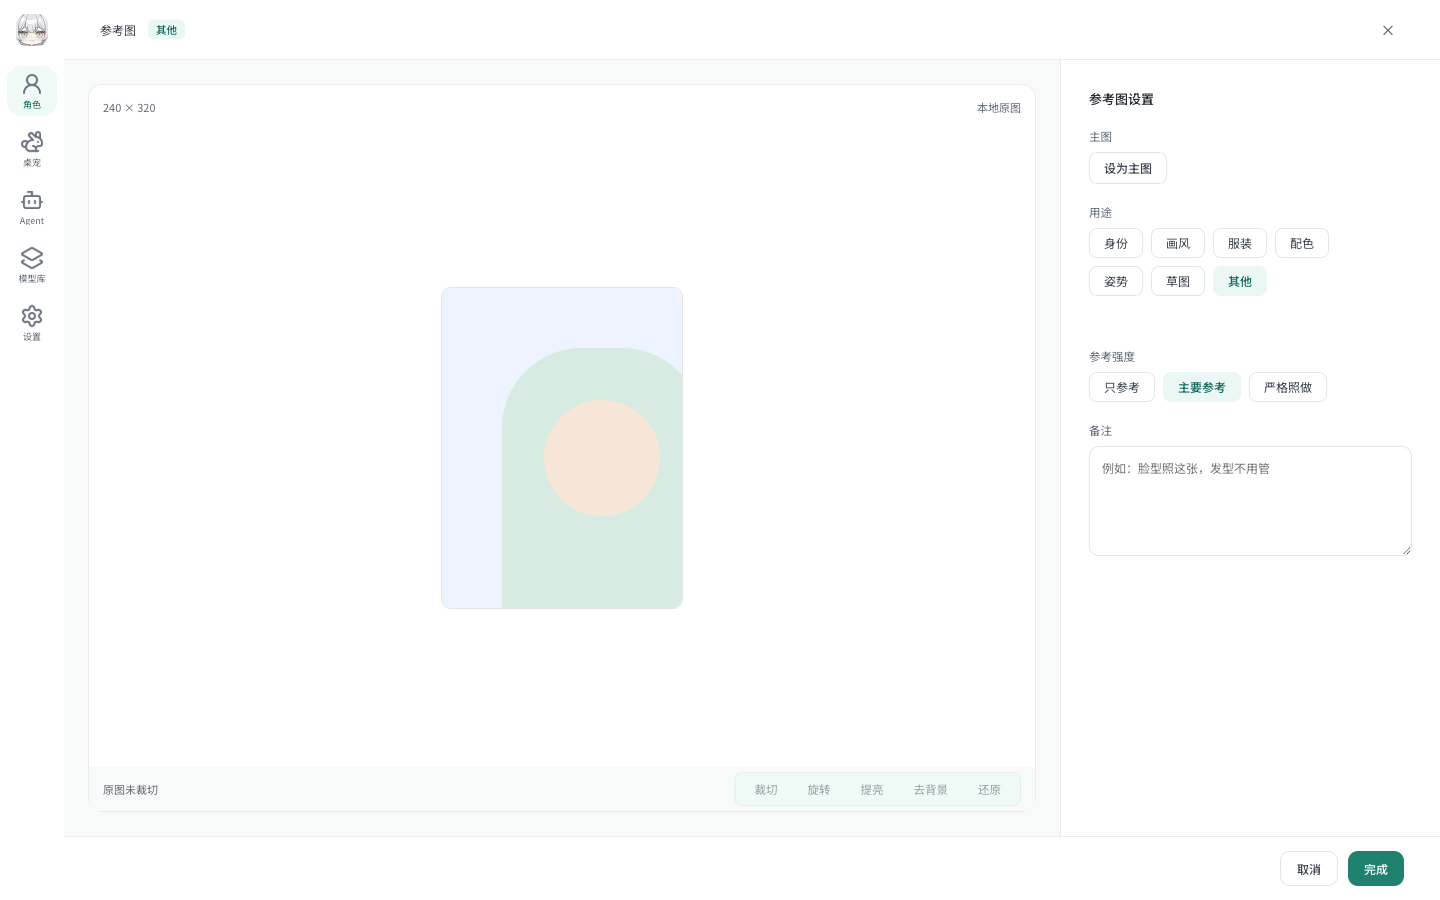 参考图 其他
角色
桌宠
Agent
模型库
设置
240 × 320 本地原图
原图未裁切 裁切 旋转 提亮 去背景 还原
参考图设置
主图
设为主图
用途
身份 画风 服装 配色
姿势 草图 其他
参考强度
只参考 主要参考 严格照做
备注
例如：脸型照这张，发型不用管
取消 完成